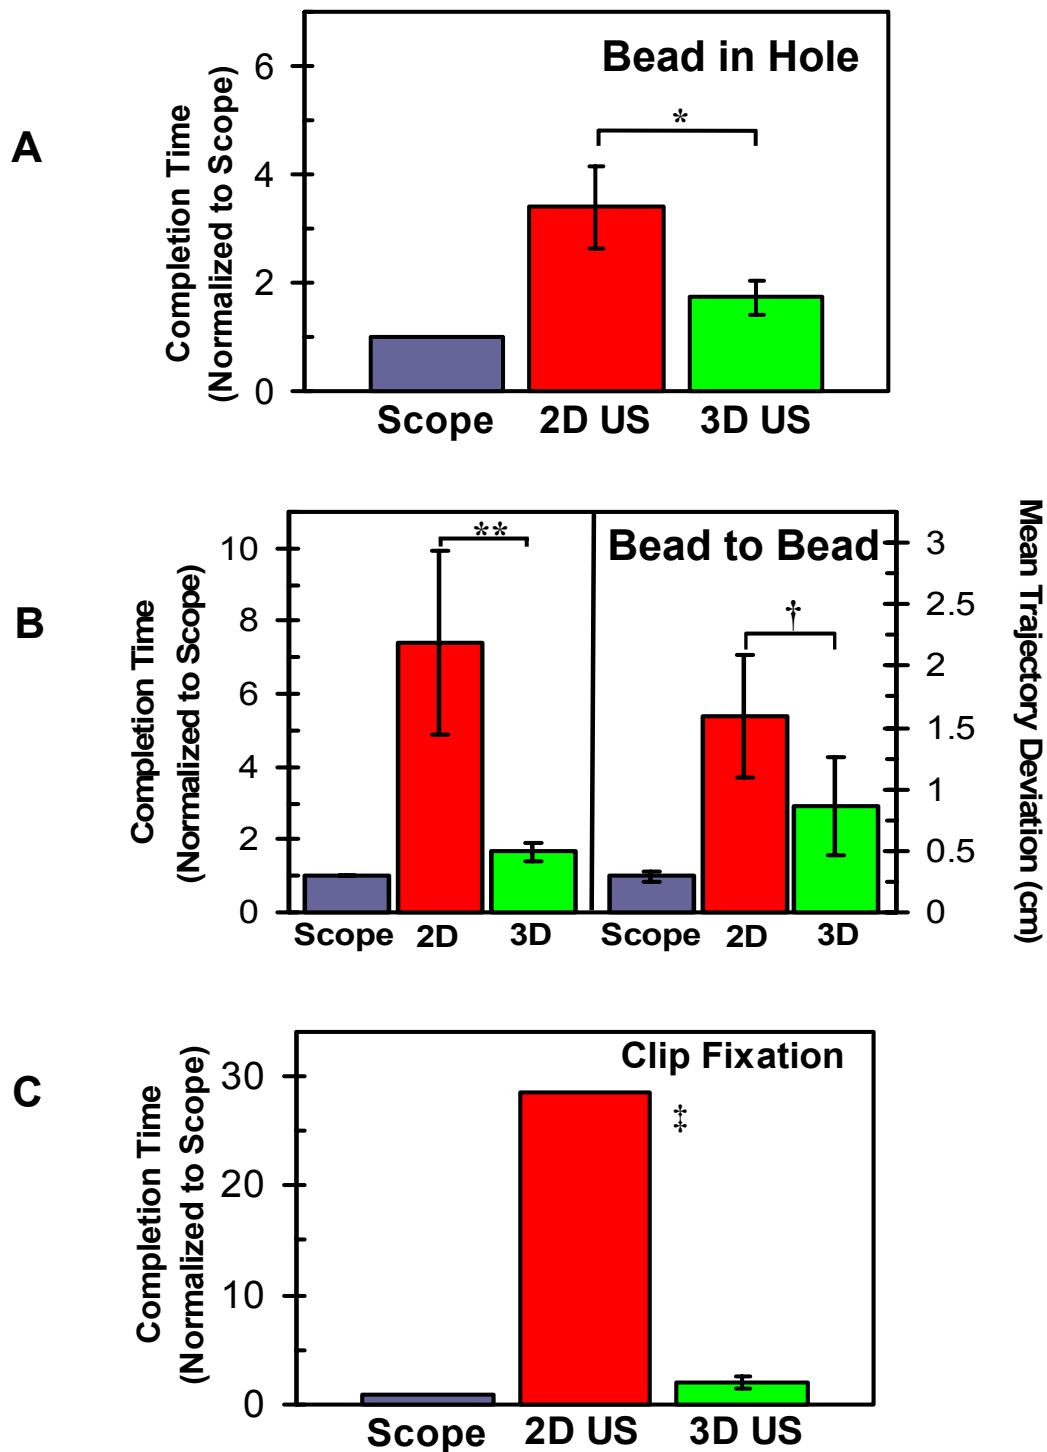 A
Completion Time
(Normalized to Scope)
6
4
2
0
Bead in Hole
*
Scope 2D US 3D US
B
Completion Time
(Normalized to Scope)
10
8
6
4
2
0
**
Scope 2D 3D
Bead to Bead
†
Scope 2D 3D
3
2.5
2
1.5
1
0.5
0
Mean Trajectory Deviation (cm)
C
Completion Time
(Normalized to Scope)
30
20
10
0
Clip Fixation
‡
Scope 2D US 3D US